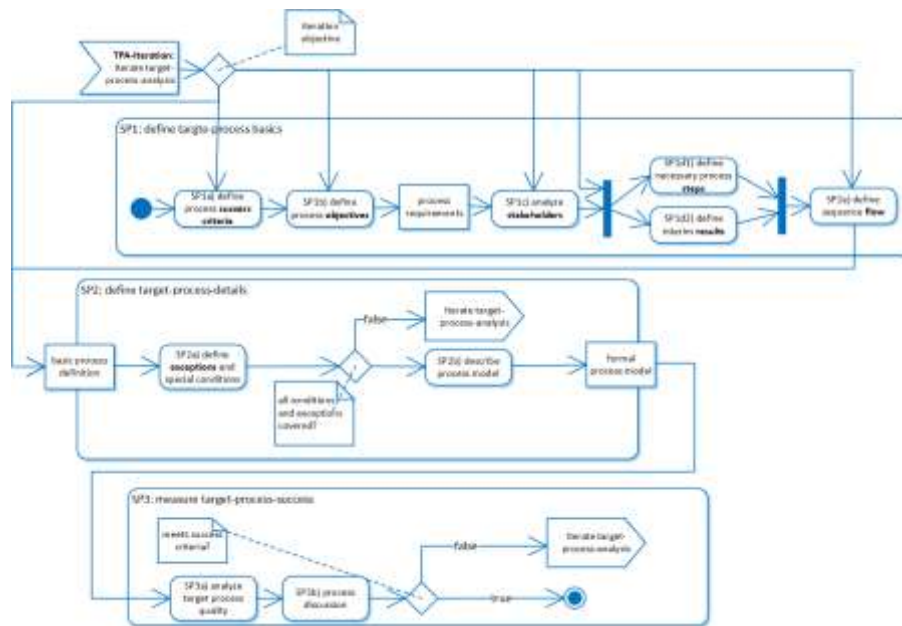 iteration
objective
TPA-Iteration:
Iterate target-
process-analysis
SP1: define targte-process basics
SP1a) define
process success
criteria
SP1b) define
process objectives
process
requirements
SP1c) analyze
stakeholders
SP1d1) define
necessary process
steps
SP1d2) define
interim results
SP1e) define
sequence flow
SP2: define target-process-details
false
Iterate target-
process-analysis
basic process
definition
SP2a) define
exceptions and
special conditions
SP2b) describe
process model
formal
process model
all conditions
and exceptions
covered?
SP3: measure target-process-success
meets success
criteria?
false
Iterate target-
process-analysis
SP3a) analyze
target process
quality
SP3b) process
discussion
true